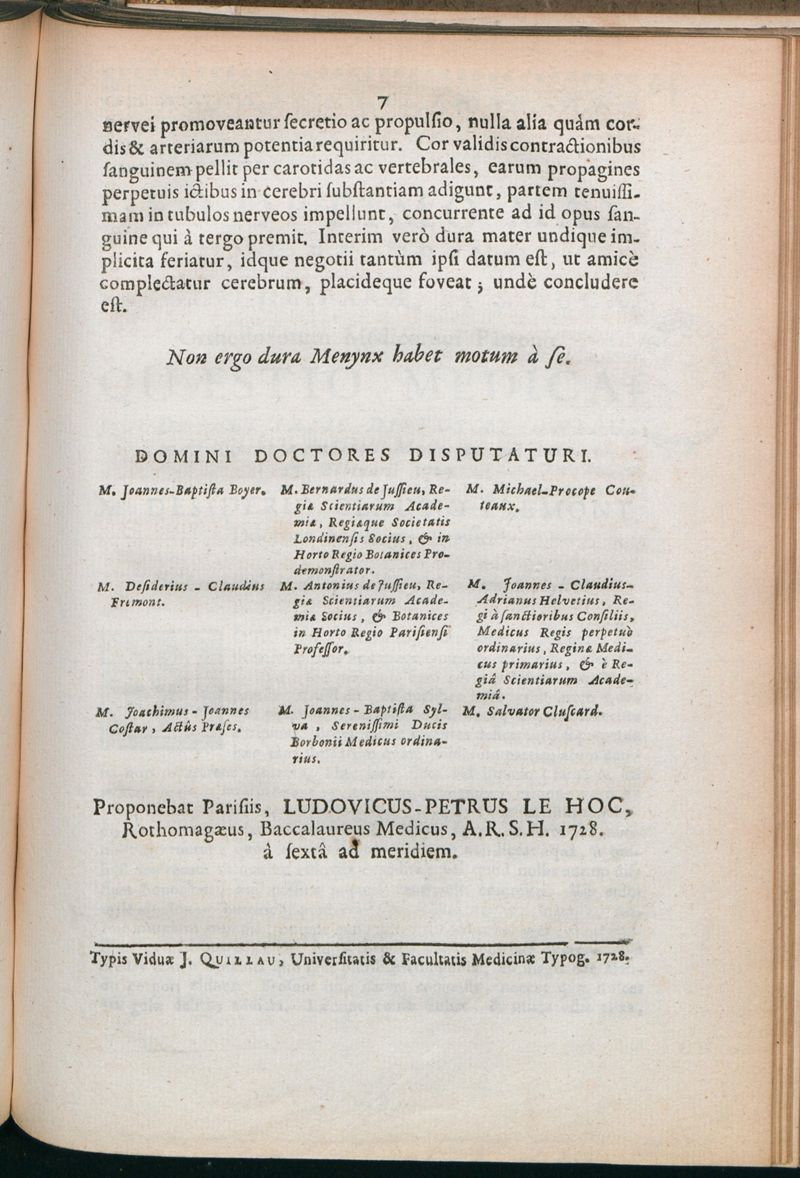 7
nervei promoveantur ſecretio ac propulſio, nulla alia quàm cor-
dis & arteriarum potentia requiritur. Cor validis contractionibus
ſanguinem pellit per carotidas ac vertebrales, earum propagines
perpetuis ictibus in cerebri ſubſtantiam adigunt, partem tenuiſſi-
mam in tubulos nerveos impellunt, concurrente ad id opus ſan-
guine qui à tergo premit. Interim verò dura mater undique im-
plicita feriatur, idque negotii tantùm ipſi datum eſt, ut amicè
complectatur cerebrum, placideque foveat; undè concludere
eſt.
Non ergo dura Menynx habet motum à ſe.
DOMINI DOCTORES DISPUTATURI.
M. Joannes-Baptiſta Boyer.
M. Bernardus de Juſſieu, Re-
giæ Scientiarum Acade-
miæ, Regiæque Societatis
Londinenſis Socius, & in
Horto Regio Botanices Pro-
demonſtrator.
M. Michael-Procope Cou-
teaux.
M. Deſiderius - Claudius
Frimont.
M. Antonius de Juſſieu, Re-
giæ Scientiarum Acade-
miæ Socius, & Botanices
in Horto Regio Pariſienſi
Profeſſor.
M. Joannes - Claudius-
Adrianus Helvetius, Re-
gi à ſanctioribus Conſiliis,
Medicus Regis perpetuò
ordinarius, Reginæ Medi-
cus primarius, & è Re-
giâ Scientiarum Acade-
miâ.
M. Joachimus - Joannes
Coſtar, Actûs Præſes.
M. Joannes - Baptiſta Syl-
va, Sereniſſimi Ducis
Borbonii Medicus ordina-
rius.
M. Salvator Cluſcard.
Proponebat Pariſiis, LUDOVICUS-PETRUS LE HOC,
Rothomagæus, Baccalaureus Medicus, A.R.S.H. 1728.
à ſextâ ad meridiem.
Typis Viduæ J. QUILLAU, Univerſitatis & Facultatis Medicinæ Typog. 1728.